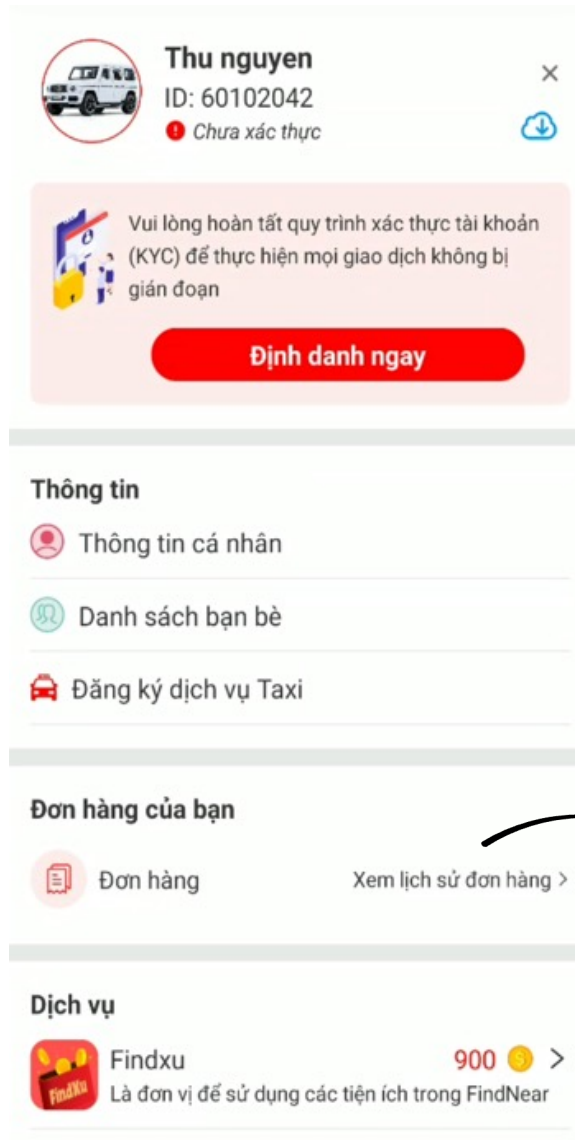 Thu nguyen
ID: 60102042
Chưa xác thực
Vui lòng hoàn tất quy trình xác thực tài khoản
(KYC) để thực hiện mọi giao dịch không bị
gián đoạn
Định danh ngay
Thông tin
Thông tin cá nhân
Danh sách bạn bè
Đăng ký dịch vụ Taxi
Đơn hàng của bạn
Đơn hàng Xem lịch sử đơn hàng >
Dịch vụ
Findxu 900 >
FindXu
Là đơn vị để sử dụng các tiện ích trong FindNear